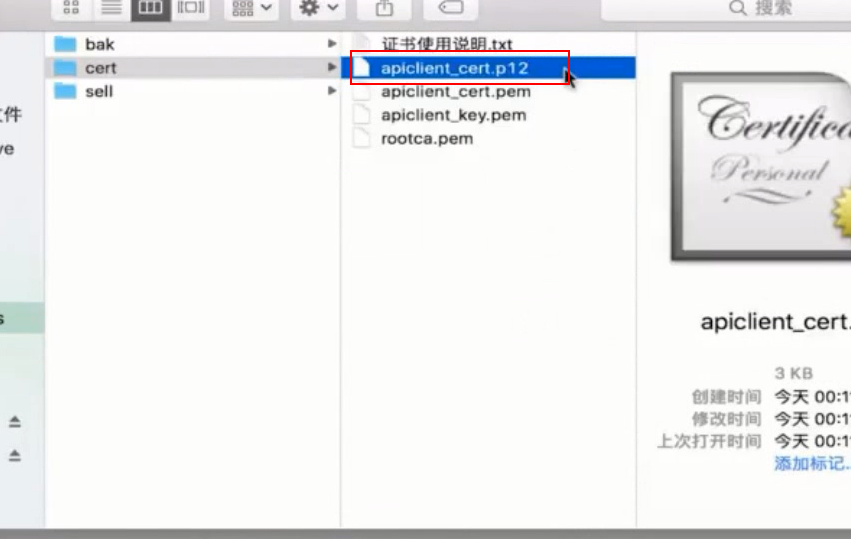 搜索
bak
cert
sell
证书使用说明.txt
apiclient_cert.p12
apiclient_cert.pem
apiclient_key.pem
rootca.pem
文件
ve
s
Certifica
Personal
apiclient_cert.
3 KB
创建时间 今天 00:1
修改时间 今天 00:1
上次打开时间 今天 00:1
添加标记..